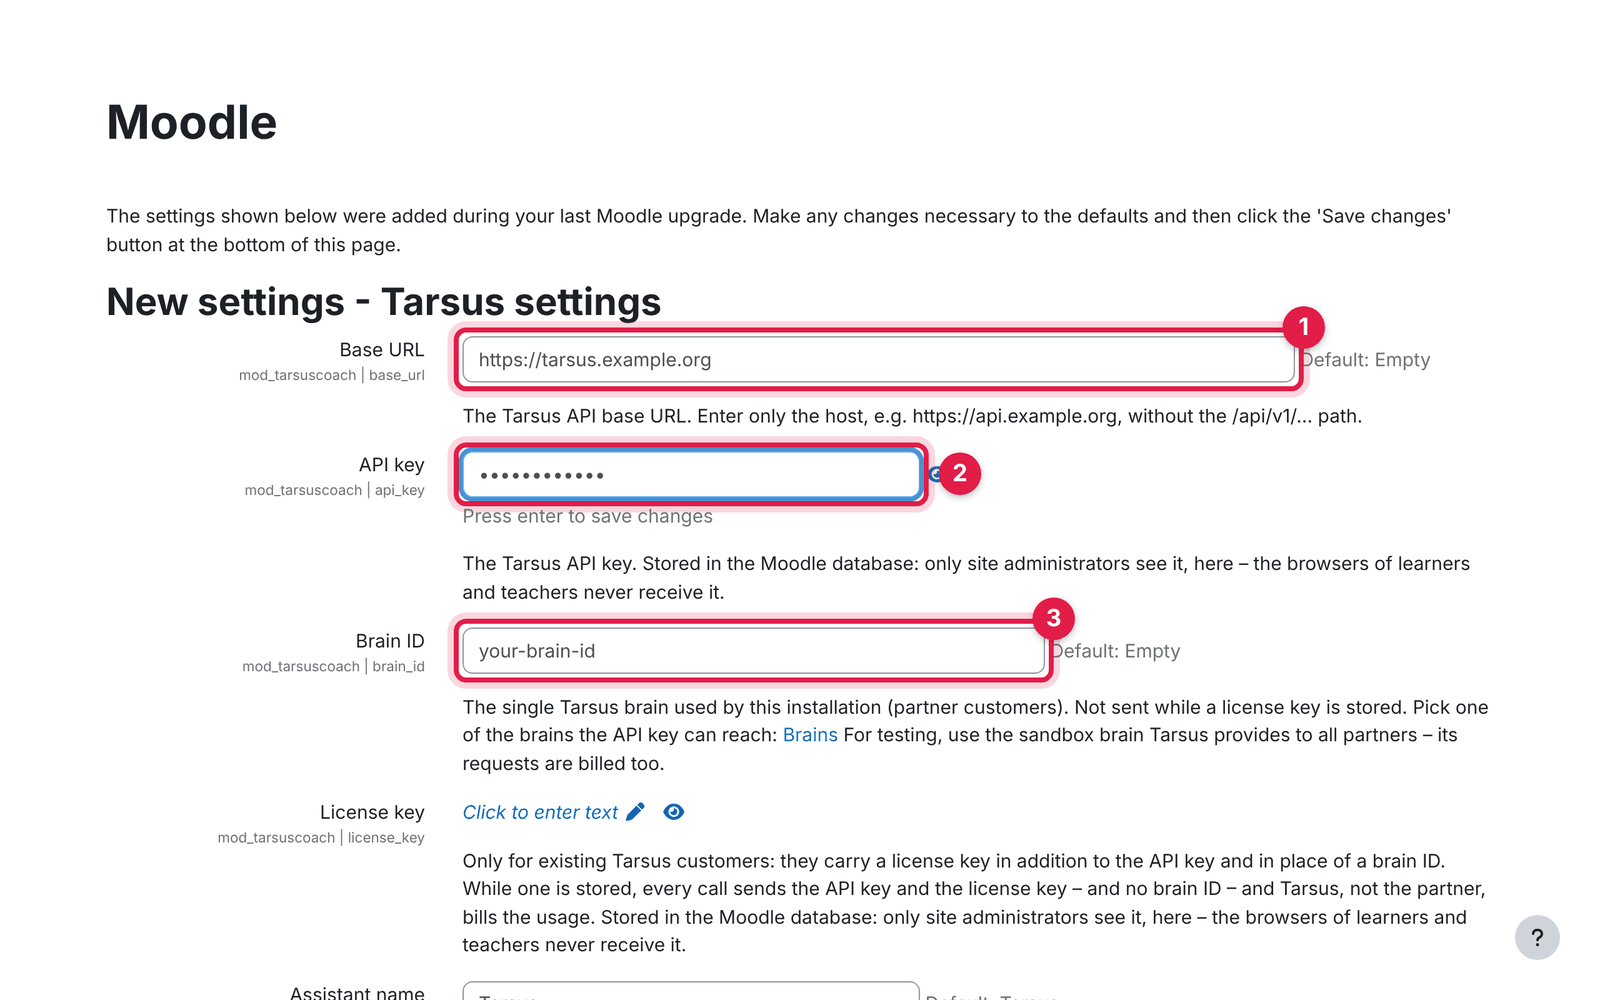 Moodle
The settings shown below were added during your last Moodle upgrade. Make any changes necessary to the defaults and then click the 'Save changes'
button at the bottom of this page.
New settings - Tarsus settings
1
Base URL
https://tarsus.example.org
Default: Empty
mod_tarsuscoach | base_url
The Tarsus API base URL. Enter only the host, e.g. https://api.example.org, without the /api/v1/... path.
API key
••••••••••••
2
mod_tarsuscoach | api_key
Press enter to save changes
The Tarsus API key. Stored in the Moodle database: only site administrators see it, here – the browsers of learners
and teachers never receive it.
3
Brain ID
your-brain-id
Default: Empty
mod_tarsuscoach | brain_id
The single Tarsus brain used by this installation (partner customers). Not sent while a license key is stored. Pick one
of the brains the API key can reach: Brains For testing, use the sandbox brain Tarsus provides to all partners – its
requests are billed too.
License key
Click to enter text
mod_tarsuscoach | license_key
Only for existing Tarsus customers: they carry a license key in addition to the API key and in place of a brain ID.
While one is stored, every call sends the API key and the license key – and no brain ID – and Tarsus, not the partner,
bills the usage. Stored in the Moodle database: only site administrators see it, here – the browsers of learners and
teachers never receive it.
?
Assistant name